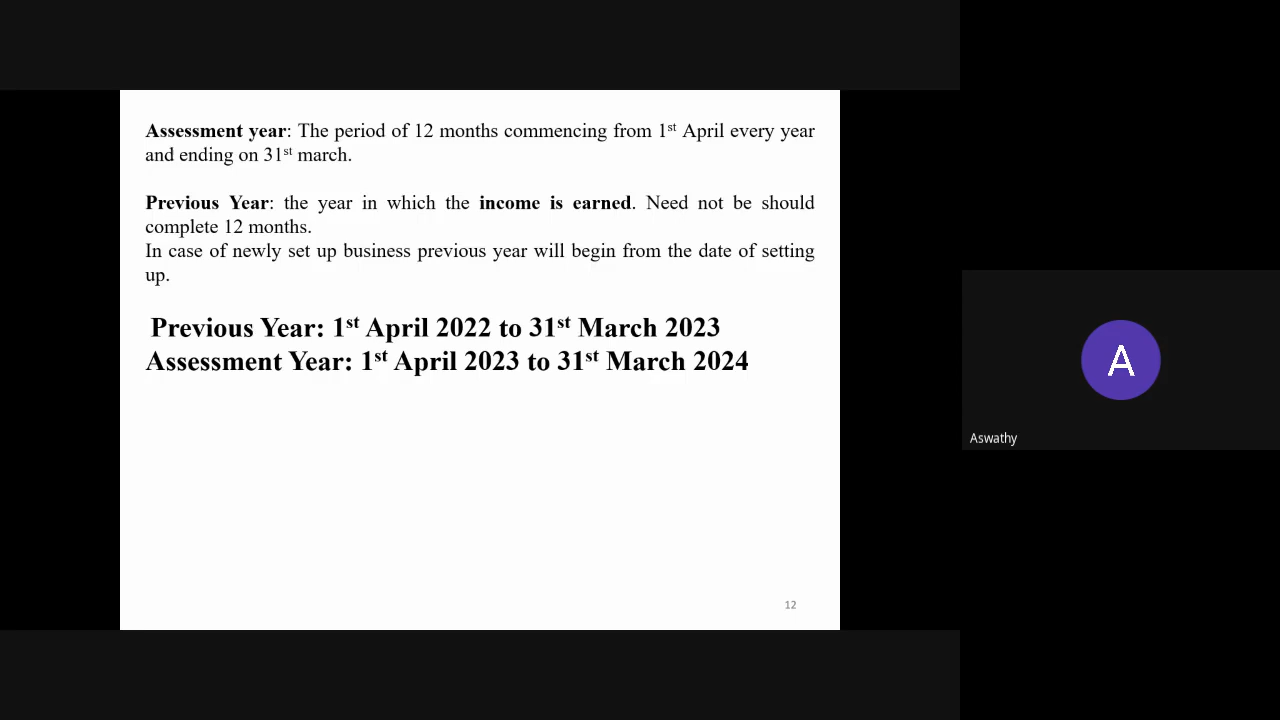 Assessment year: The period of 12 months commencing from 1st April every year
and ending on 31st march.
Previous Year: the year in which the income is earned. Need not be should
complete 12 months.
In case of newly set up business previous year will begin from the date of setting
up.
Previous Year: 1st April 2022 to 31st March 2023
Assessment Year: 1st April 2023 to 31st March 2024
12
A
Aswathy